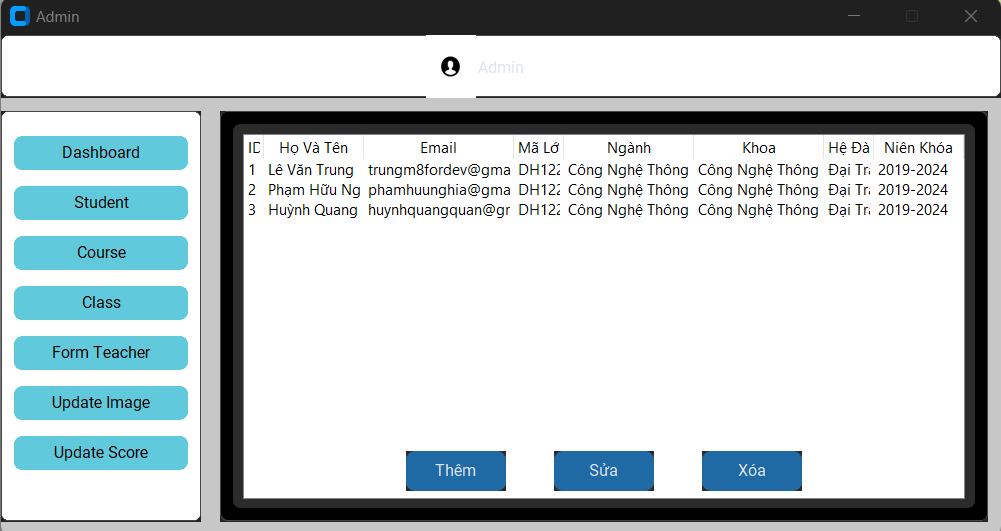 Admin
Admin
Dashboard
Student
Course
Class
Form Teacher
Update Image
Update Score
ID Họ Và Tên Email Mã Lớ Ngành Khoa Hệ Đà Niên Khóa
1 Lê Văn Trung trungm8fordev@gma DH122 Công Nghệ Thông Công Nghệ Thông Đại Trà 2019-2024
2 Phạm Hữu Ng phamhuunghia@gma DH122 Công Nghệ Thông Công Nghệ Thông Đại Trà 2019-2024
3 Huỳnh Quang huynhquangquan@gr DH122 Công Nghệ Thông Công Nghệ Thông Đại Trà 2019-2024
Thêm Sửa Xóa